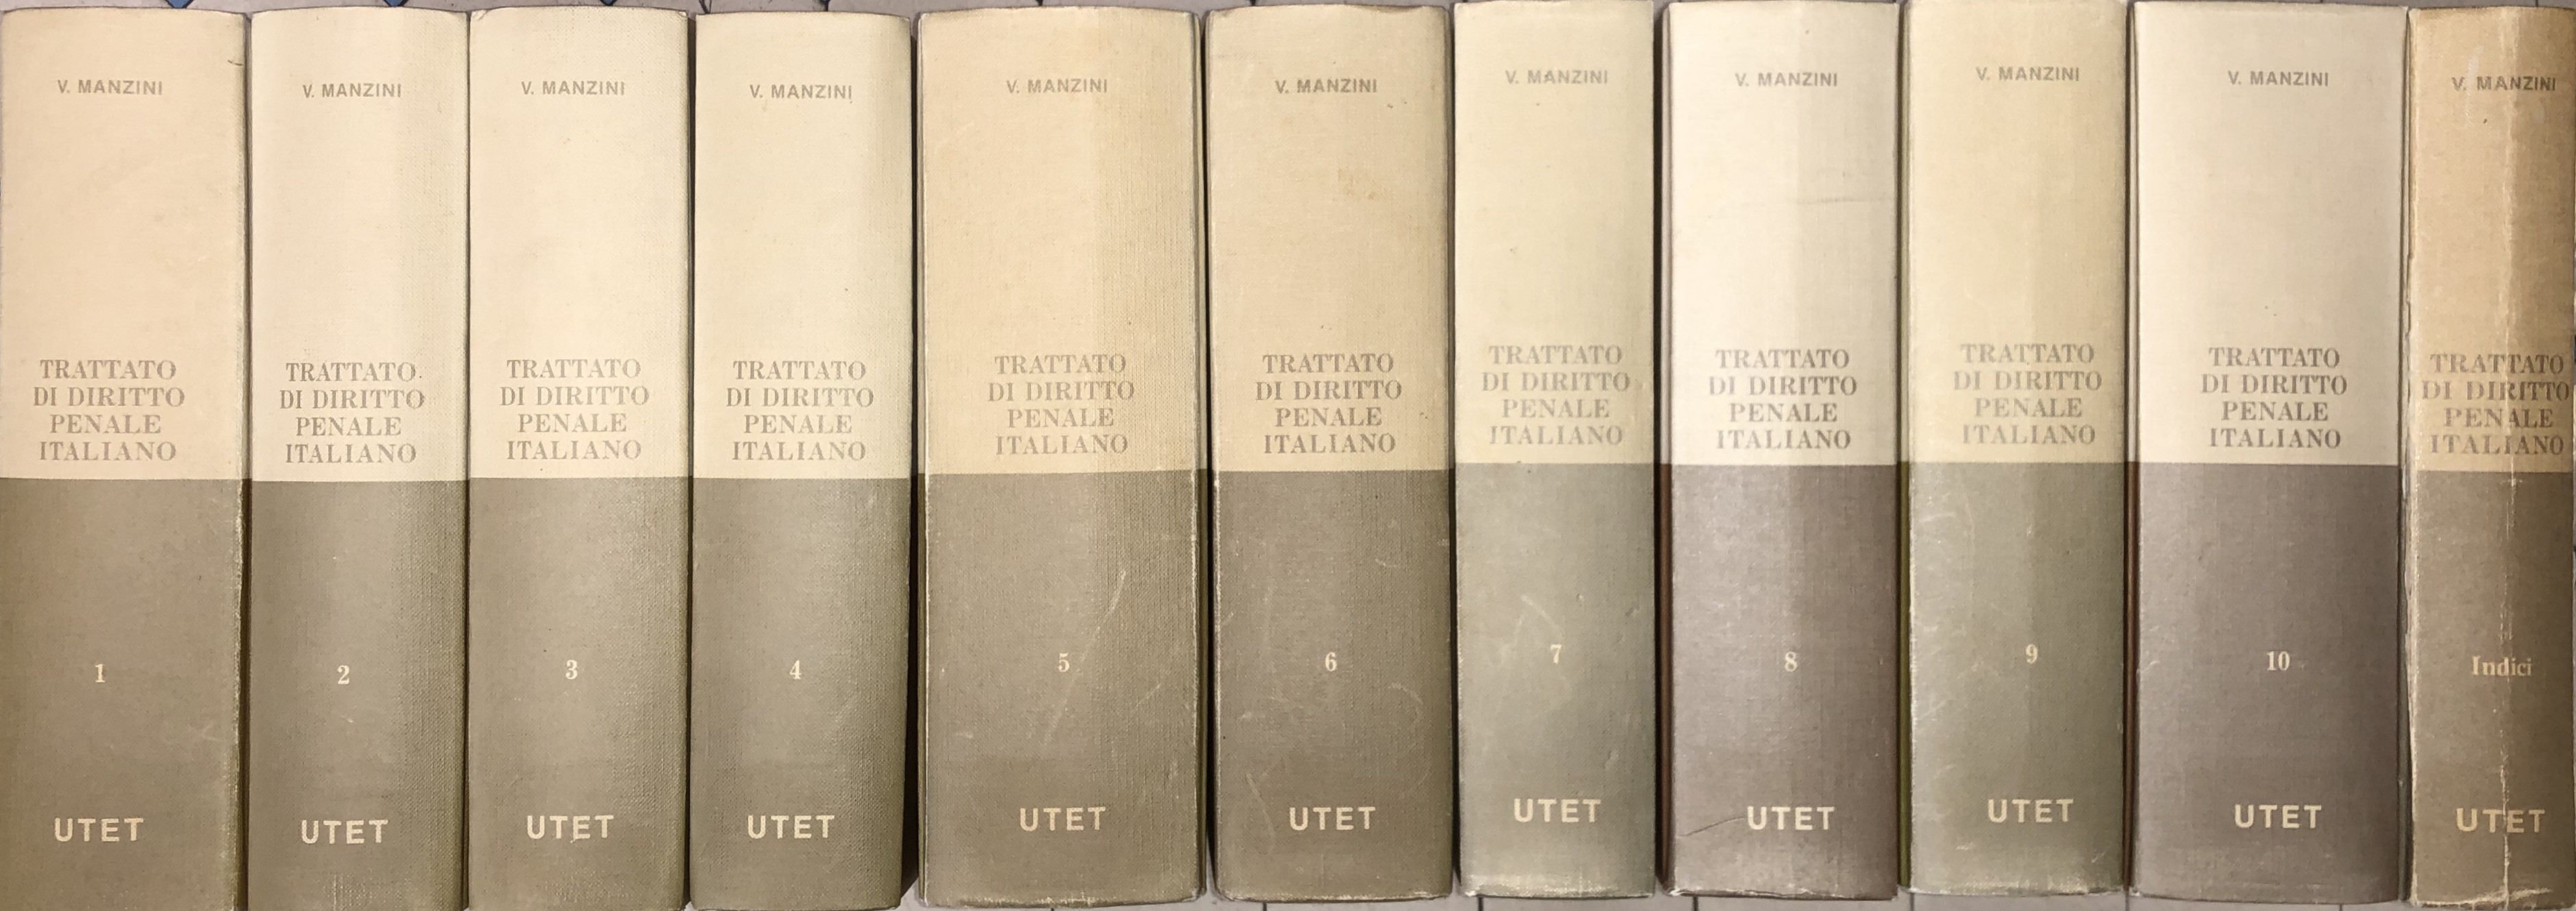 V. MANZINI
TRATTATO
DI DIRITTO
PENALE
ITALIANO
1
UTET
V. MANZINI
TRATTATO
DI DIRITTO
PENALE
ITALIANO
2
UTET
V. MANZINI
TRATTATO
DI DIRITTO
PENALE
ITALIANO
3
UTET
V. MANZINI
TRATTATO
DI DIRITTO
PENALE
ITALIANO
4
UTET
V. MANZINI
TRATTATO
DI DIRITTO
PENALE
ITALIANO
5
UTET
V. MANZINI
TRATTATO
DI DIRITTO
PENALE
ITALIANO
6
UTET
V. MANZINI
TRATTATO
DI DIRITTO
PENALE
ITALIANO
7
UTET
V. MANZINI
TRATTATO
DI DIRITTO
PENALE
ITALIANO
8
UTET
V. MANZINI
TRATTATO
DI DIRITTO
PENALE
ITALIANO
9
UTET
V. MANZINI
TRATTATO
DI DIRITTO
PENALE
ITALIANO
10
UTET
V. MANZINI
TRATTATO
DI DIRITTO
PENALE
ITALIANO
Indici
UTET